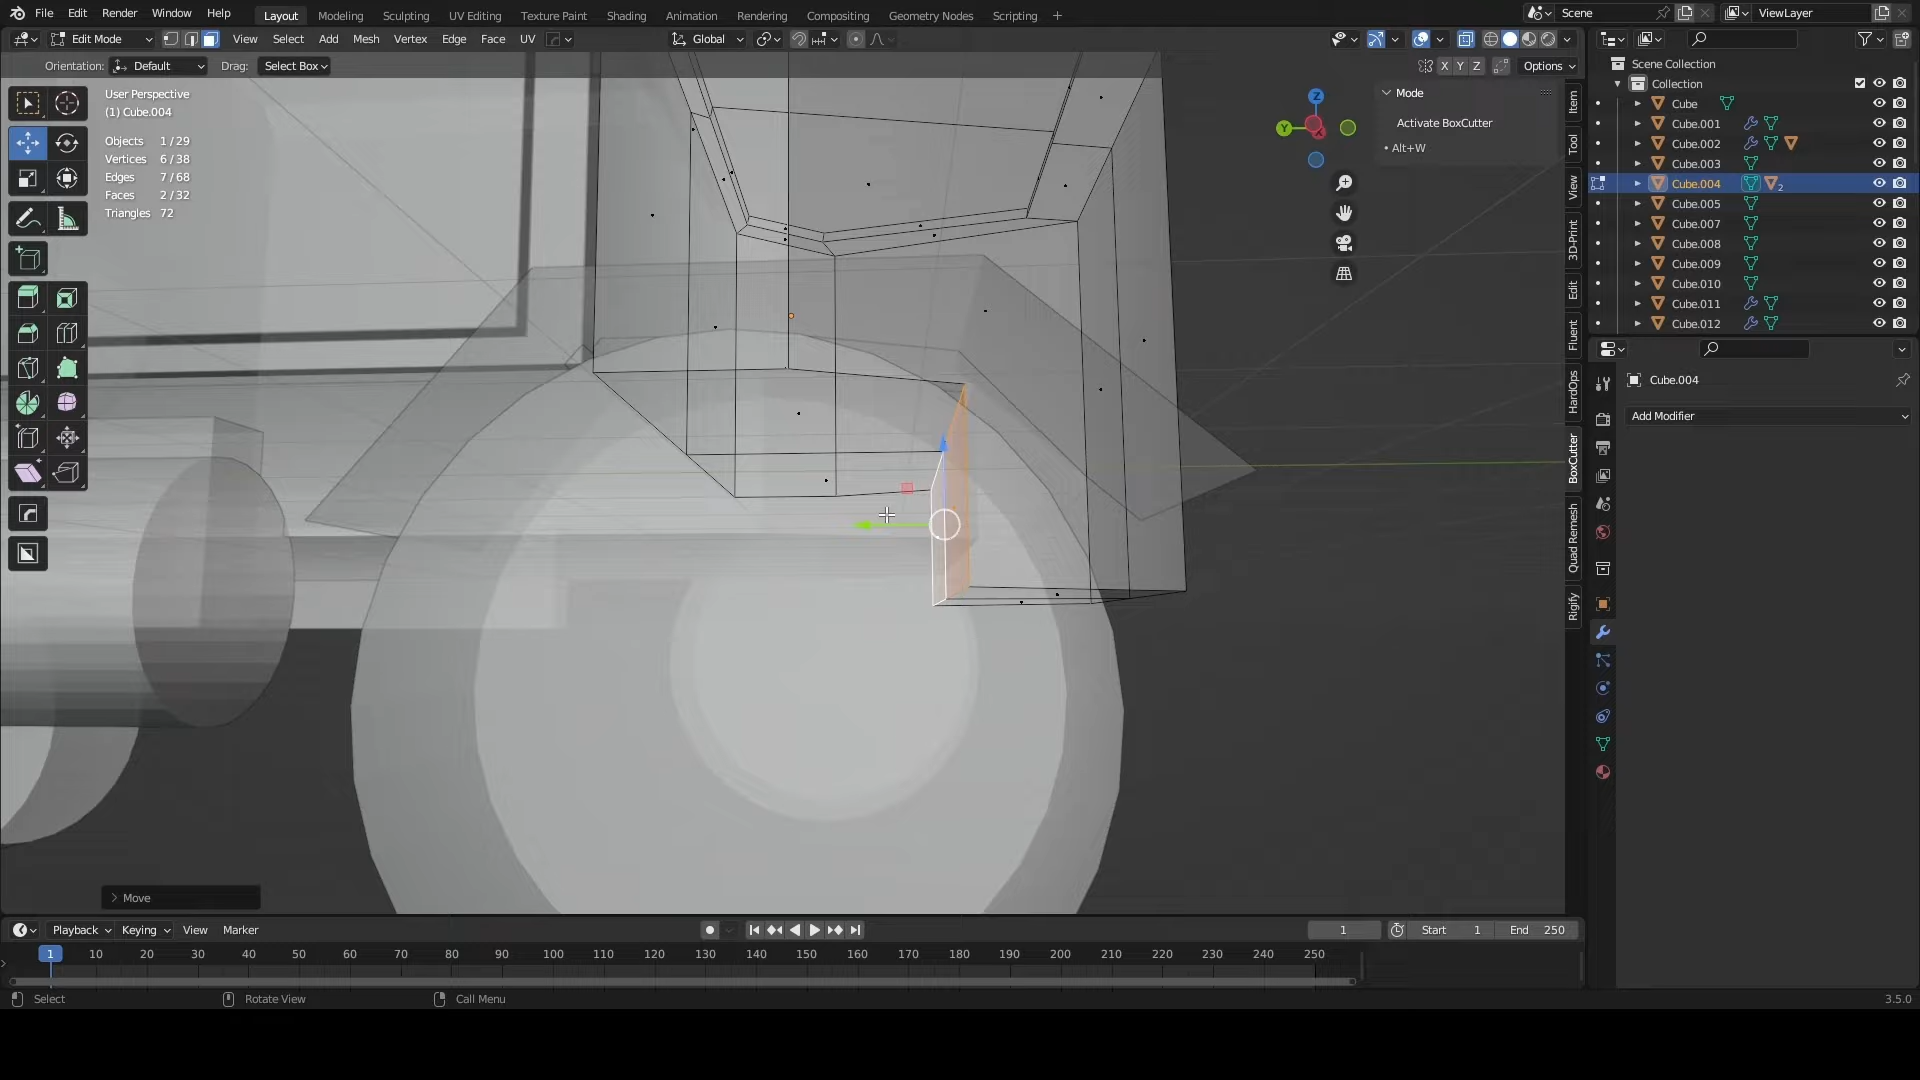 File Edit Render Window Help Layout Modeling Sculpting UV Editing Texture Paint Shading Animation Rendering Compositing Geometry Nodes Scripting Scene ViewLayer
Edit Mode View Select Add Mesh Vertex Edge Face UV Global
Orientation: Default Drag: Select Box X Y Z Options
User Perspective
(1) Cube.004
Objects 1/29
Vertices 6/38
Edges 7/68
Faces 2/32
Triangles 72
Z
Y
Mode
Activate BoxCutter
• Alt+W
Item
Tool
View
3D-Print
Edit
Fluent
HardOps
BoxCutter
Quad Remesh
Rigify
Scene Collection
Collection
Cube
Cube.001
Cube.002
Cube.003
Cube.004 2
Cube.005
Cube.007
Cube.008
Cube.009
Cube.010
Cube.011
Cube.012
Cube.004
Add Modifier
Move
Playback Keying View Marker 1 Start 1 End 250
1 10 20 30 40 50 60 70 80 90 100 110 120 130 140 150 160 170 180 190 200 210 220 230 240 250
Select Rotate View Call Menu 3.5.0